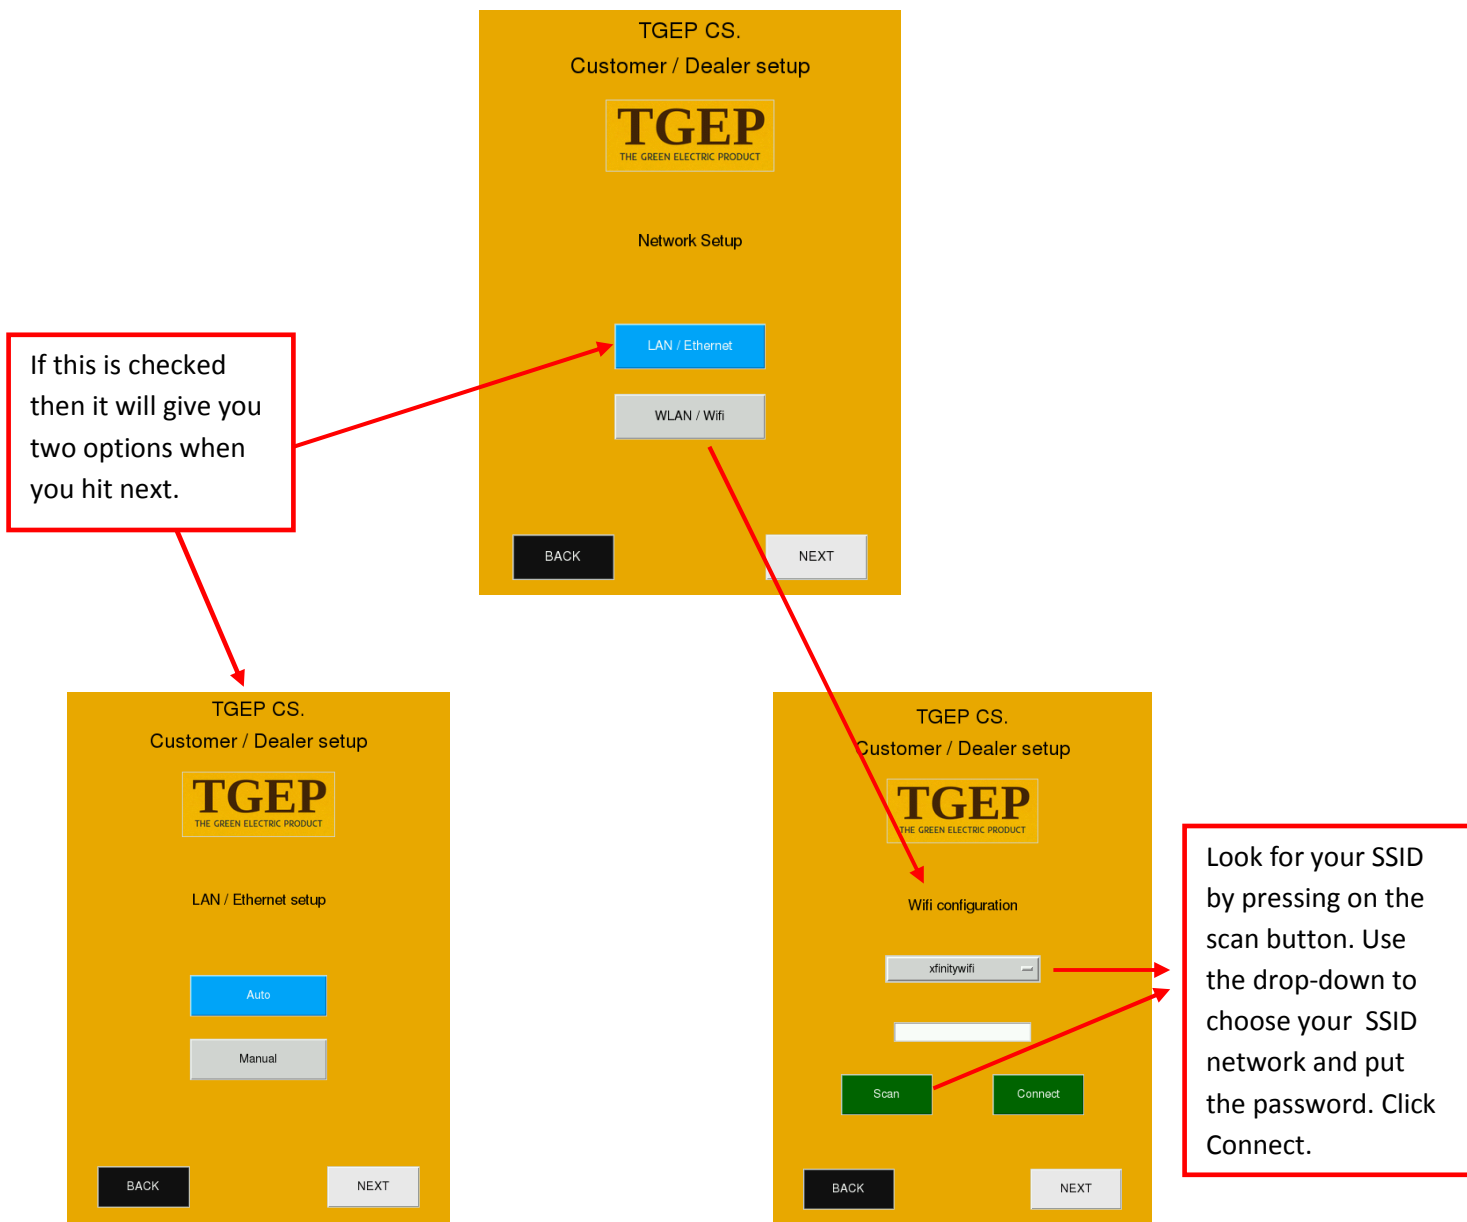 TGEP CS.
Customer / Dealer setup
TGEP
THE GREEN ELECTRIC PRODUCT
Network Setup
LAN / Ethernet
WLAN / Wifi
BACK
NEXT
If this is checked
then it will give you
two options when
you hit next.
TGEP CS.
Customer / Dealer setup
TGEP
THE GREEN ELECTRIC PRODUCT
LAN / Ethernet setup
Auto
Manual
BACK
NEXT
TGEP CS.
Customer / Dealer setup
TGEP
THE GREEN ELECTRIC PRODUCT
Wifi configuration
xfinitywifi
Scan
Connect
BACK
NEXT
Look for your SSID
by pressing on the
scan button. Use
the drop-down to
choose your  SSID
network and put
the password. Click
Connect.